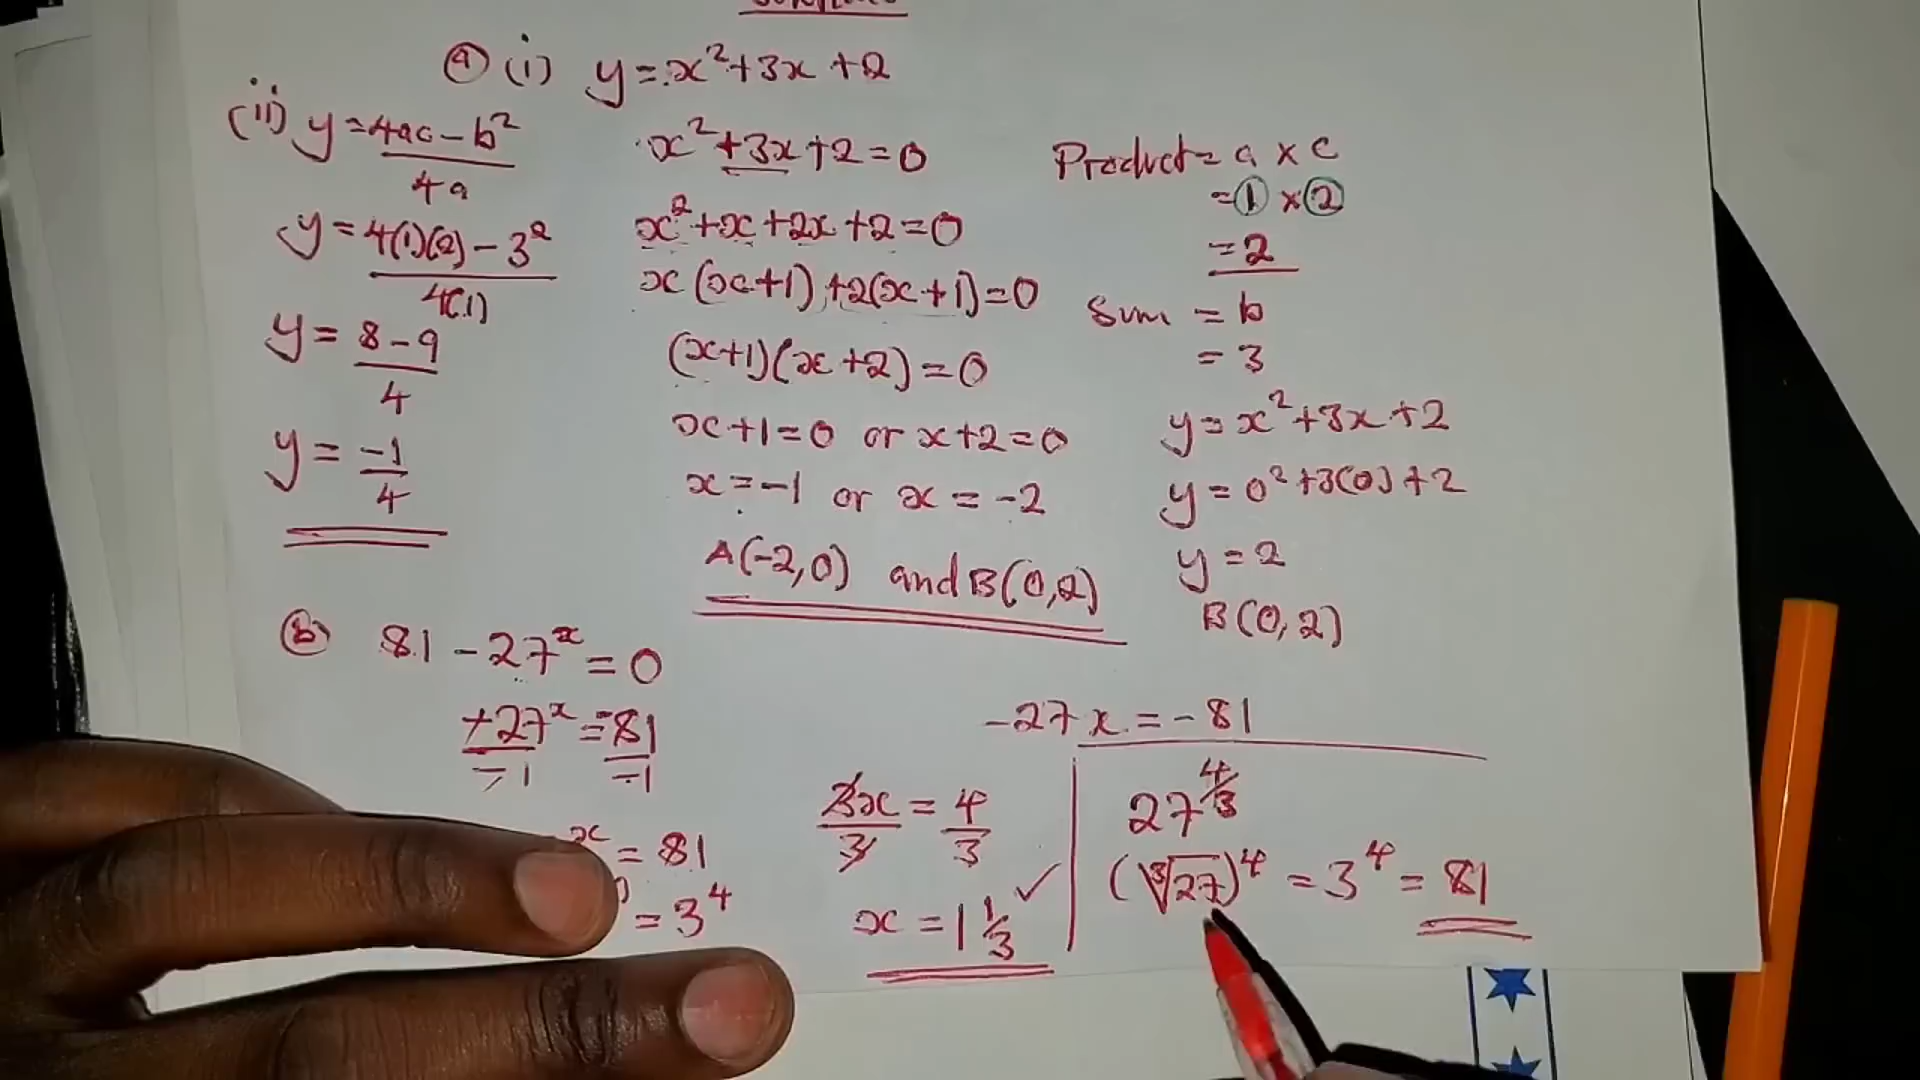 (a) (i) y = x² + 3x + 2
(ii) y = 4ac - b² / 4a
y = 4(1)(2) - 3² / 4(1)
y = 8 - 9 / 4
y = -1 / 4
x² + 3x + 2 = 0
x² + x + 2x + 2 = 0
x(x+1) + 2(x+1) = 0
(x+1)(x+2) = 0
x+1=0 or x+2=0
x = -1 or x = -2
A(-2,0) and B(0,2)
Product = a x c
= 1 x 2
= 2
Sum = b
= 3
y = x² + 3x + 2
y = 0² + 3(0) + 2
y = 2
B(0,2)
(b) 81 - 27ˣ = 0
-27ˣ / -1 = -81 / -1
x = 81
= 3⁴
3x / 3 = 4 / 3
x = 1 1/3 ✓
-27x = -81
27^(4/3)
(∛27)⁴ = 3⁴ = 81